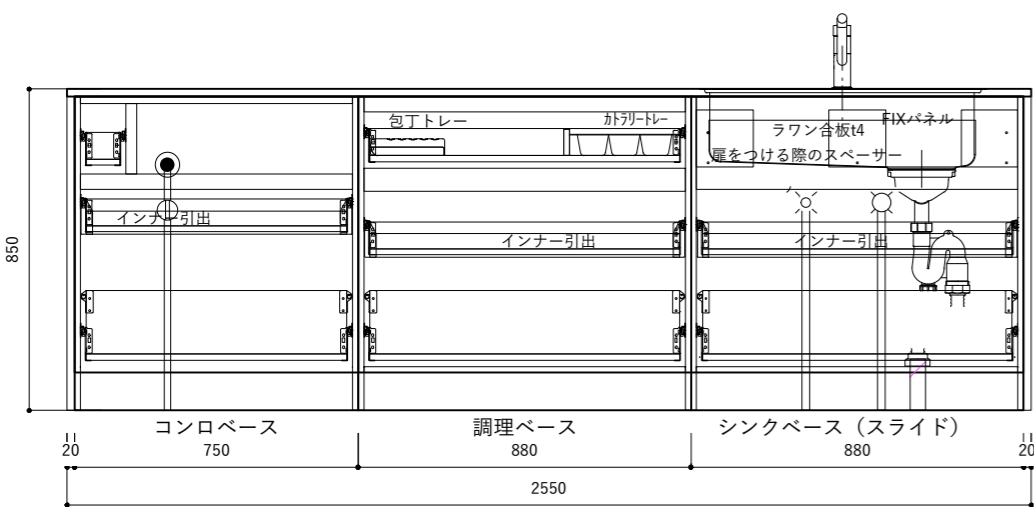 包丁トレー
カトラリートレー
ラワン合板t4
FIXパネル
扉をつける際のスペーサー
インナー引出
インナー引出
インナー引出
850
コンロベース
調理ベース
シンクベース（スライド）
20
750
880
880
20
2550